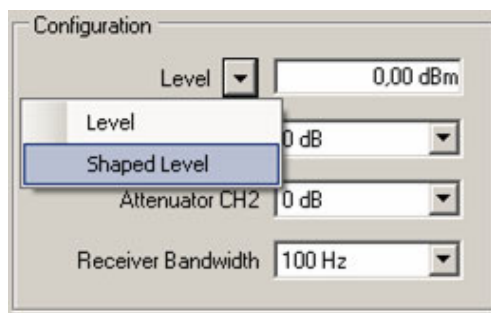 Configuration
Level 0,00 dBm
Level
0 dB
Shaped Level
Attenuator CH2 0 dB
Receiver Bandwidth 100 Hz